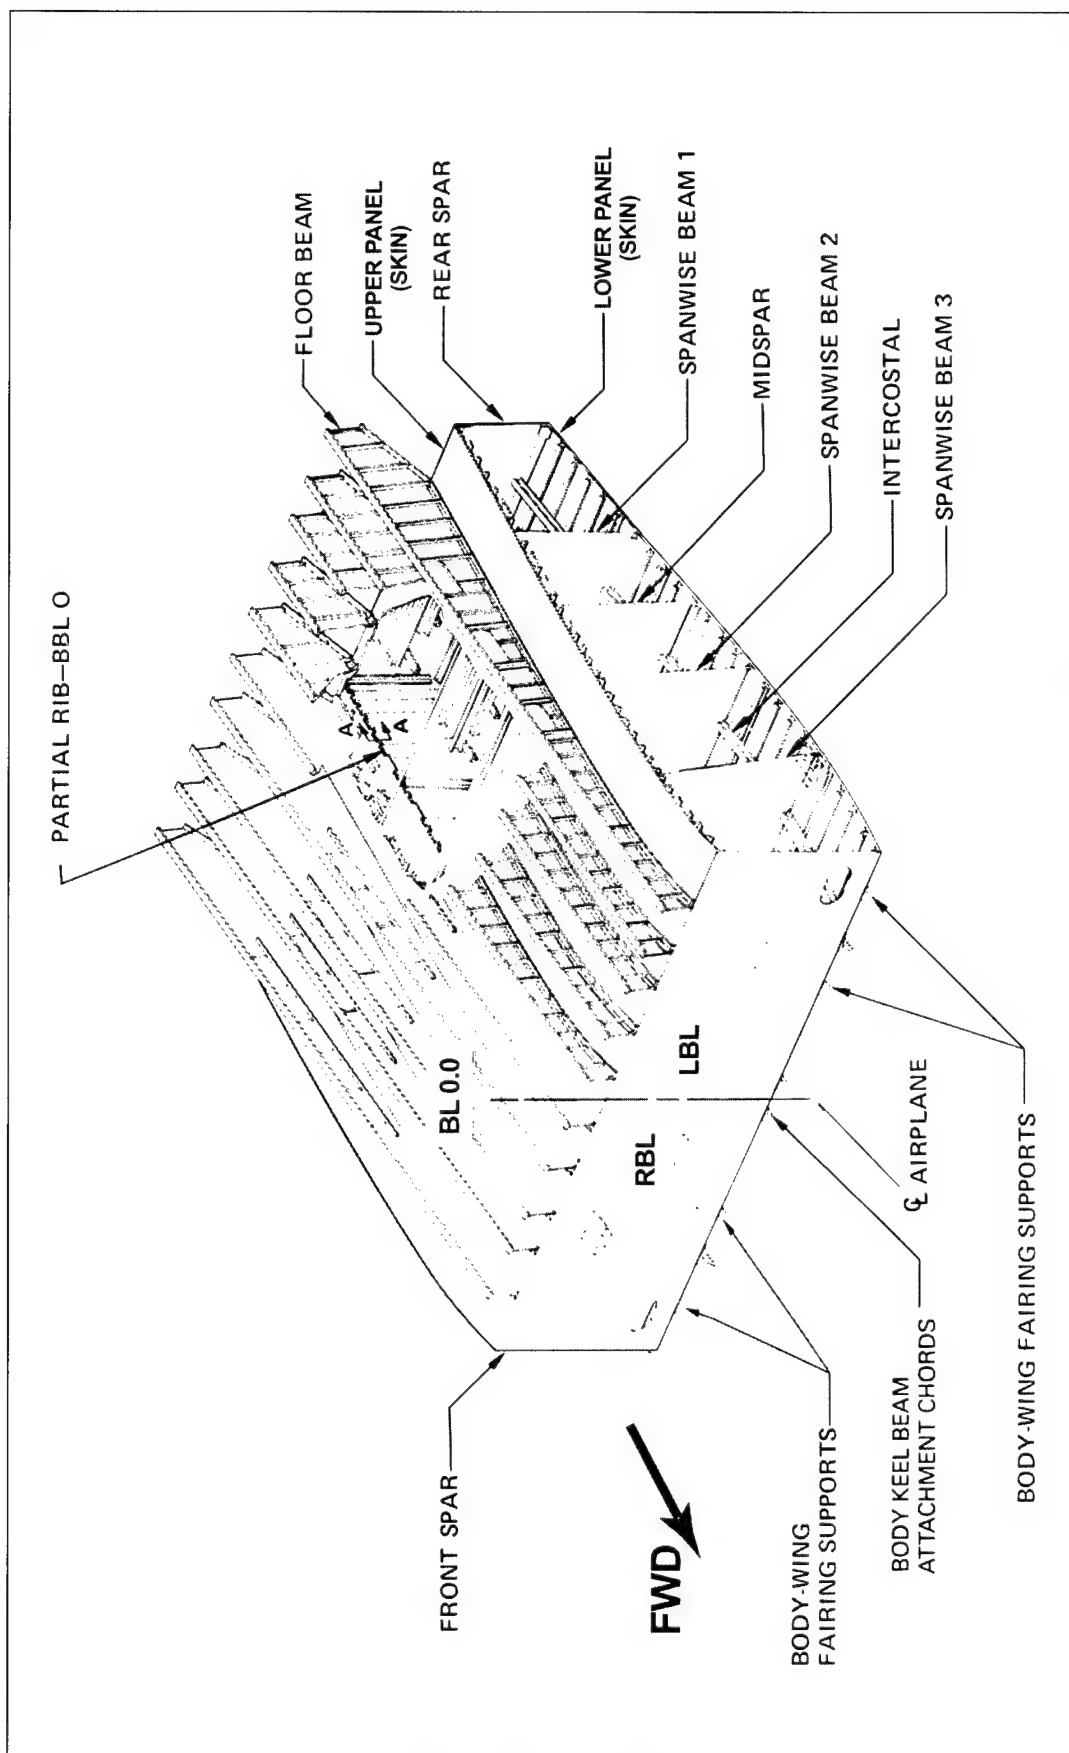 PARTIAL RIB–BBL O
FLOOR BEAM
UPPER PANEL
(SKIN)
REAR SPAR
LOWER PANEL
(SKIN)
SPANWISE BEAM 1
MIDSPAR
SPANWISE BEAM 2
INTERCOSTAL
SPANWISE BEAM 3
A
A
BL 0.0
RBL
LBL
FRONT SPAR
FWD
BODY-WING
FAIRING SUPPORTS
BODY KEEL BEAM
ATTACHMENT CHORDS
℄ AIRPLANE
BODY-WING FAIRING SUPPORTS